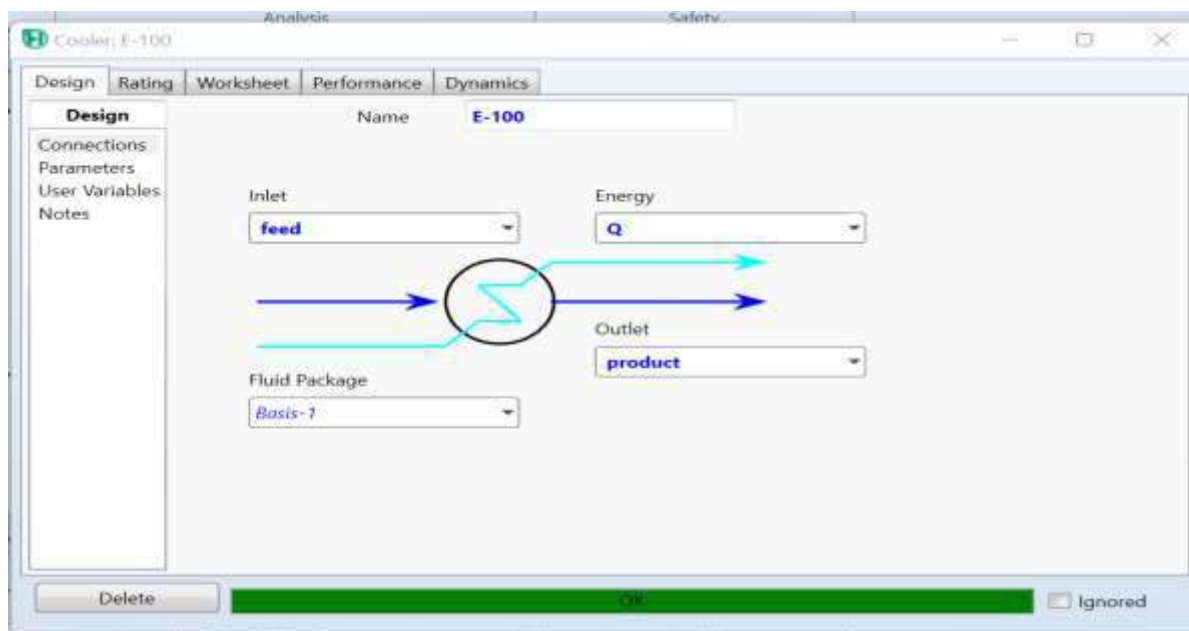 Analysis Safety
Cooler: E-100
Design Rating Worksheet Performance Dynamics
Design
Connections
Parameters
User Variables
Notes
Name E-100
Inlet
feed
Energy
Q
Outlet
product
Fluid Package
Basis-1
Delete
OK
Ignored